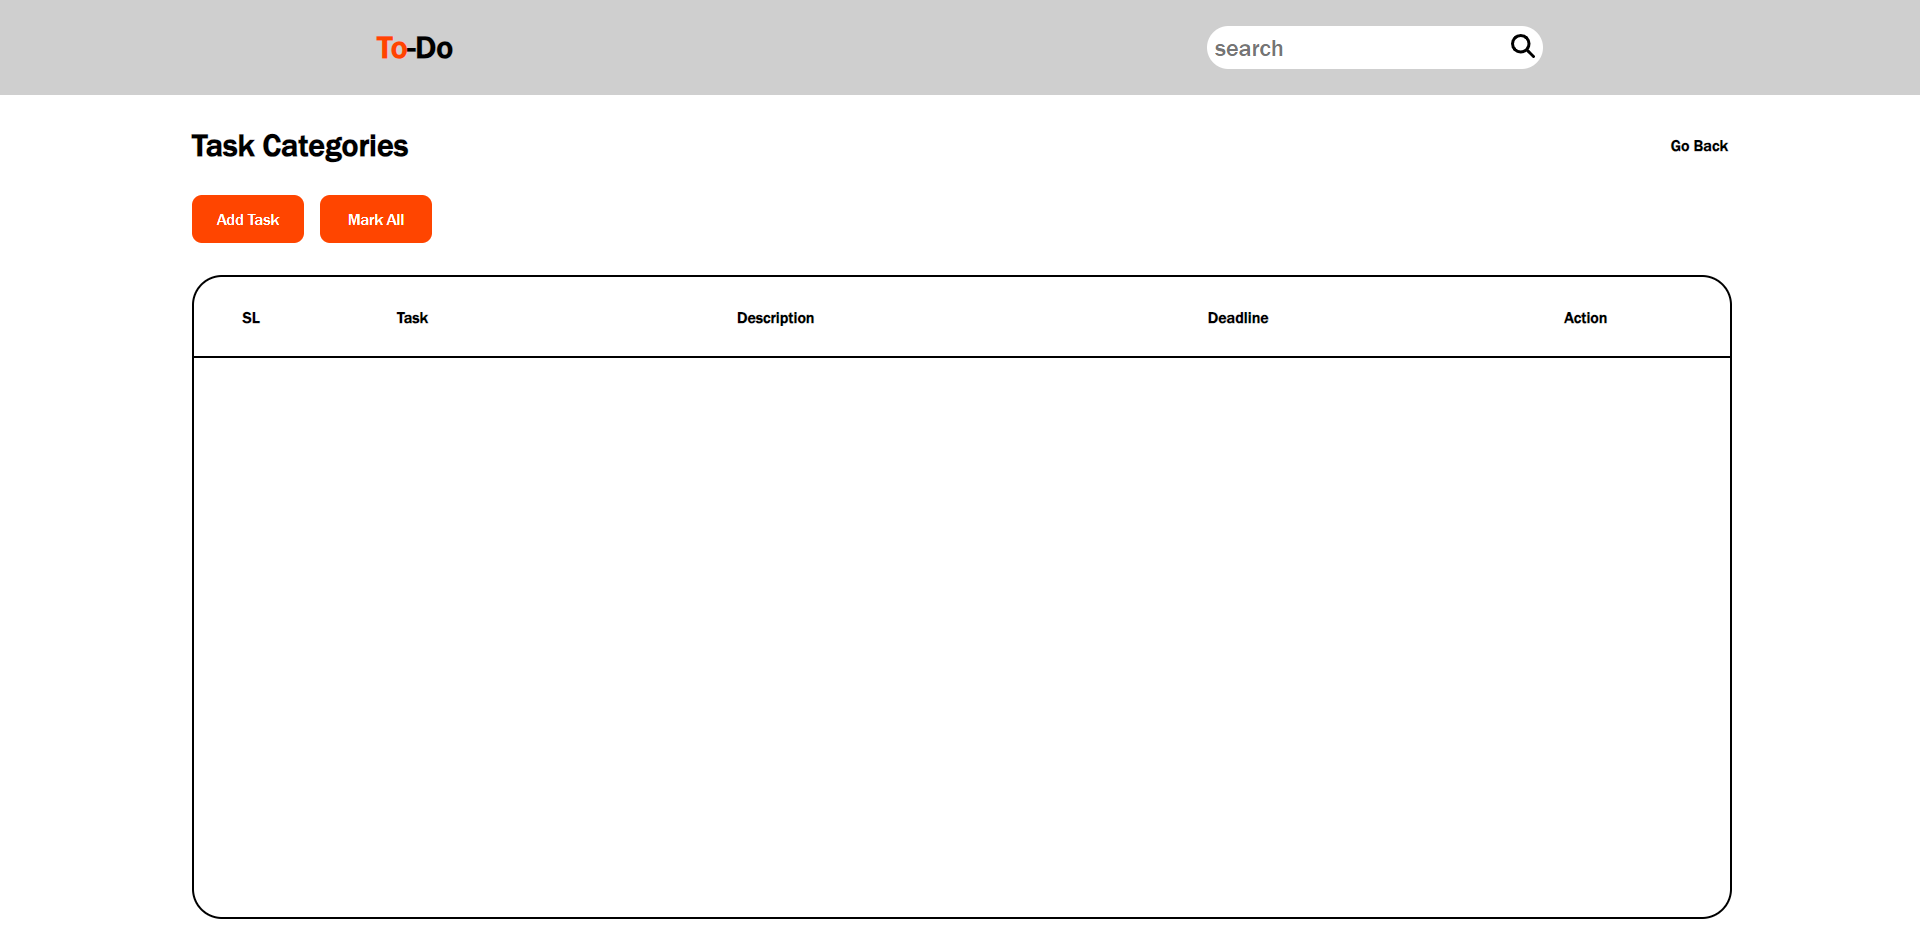 To-Do
search
Task Categories
Go Back
Add Task
Mark All
SL
Task
Description
Deadline
Action